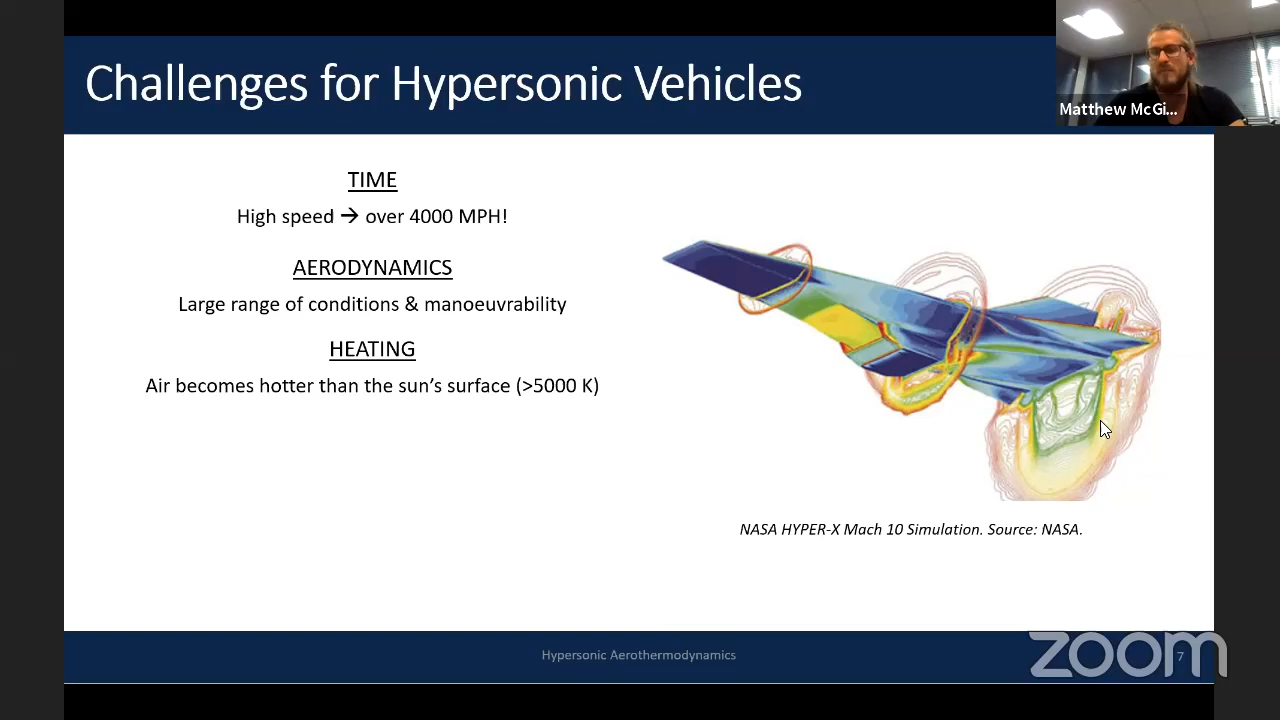 Challenges for Hypersonic Vehicles
Matthew McGi...
TIME
High speed → over 4000 MPH!
AERODYNAMICS
Large range of conditions & manoeuvrability
HEATING
Air becomes hotter than the sun's surface (>5000 K)
NASA HYPER-X Mach 10 Simulation. Source: NASA.
Hypersonic Aerothermodynamics
zoom
7